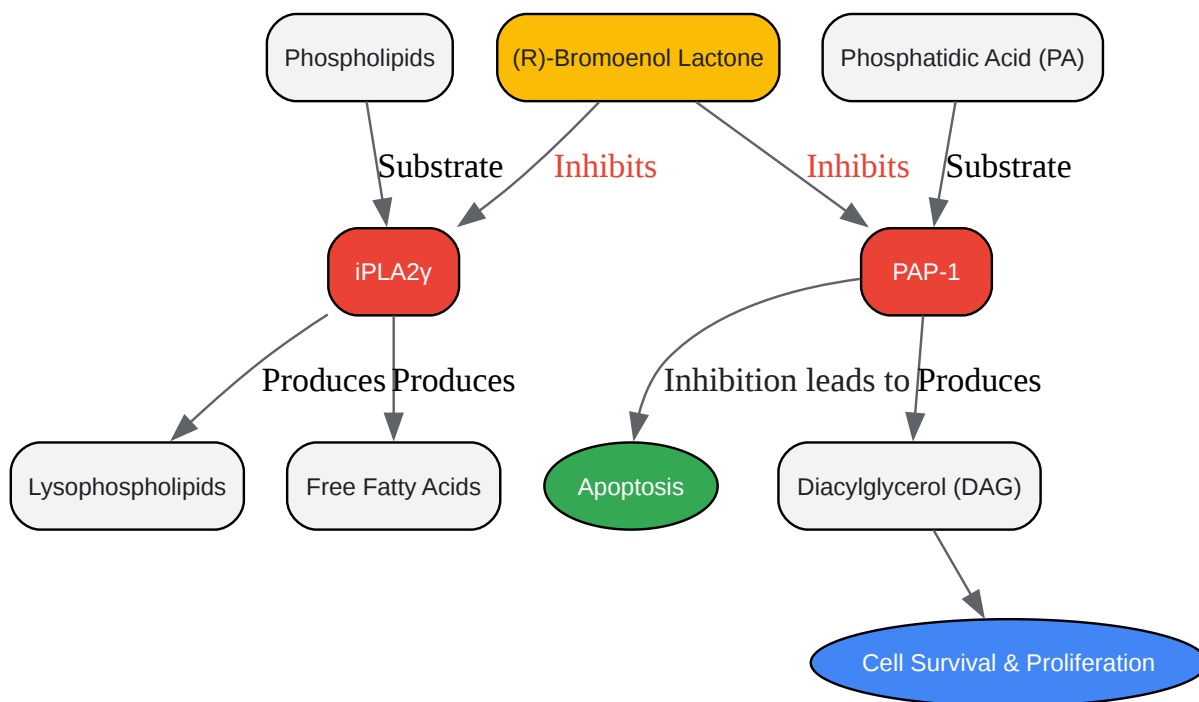 Phospholipids
(R)-Bromoenol Lactone
Phosphatidic Acid (PA)
Substrate
Inhibits
Inhibits
Substrate
iPLA2γ
PAP-1
Produces
Produces
Inhibition leads to
Produces
Lysophospholipids
Free Fatty Acids
Apoptosis
Diacylglycerol (DAG)
Cell Survival & Proliferation